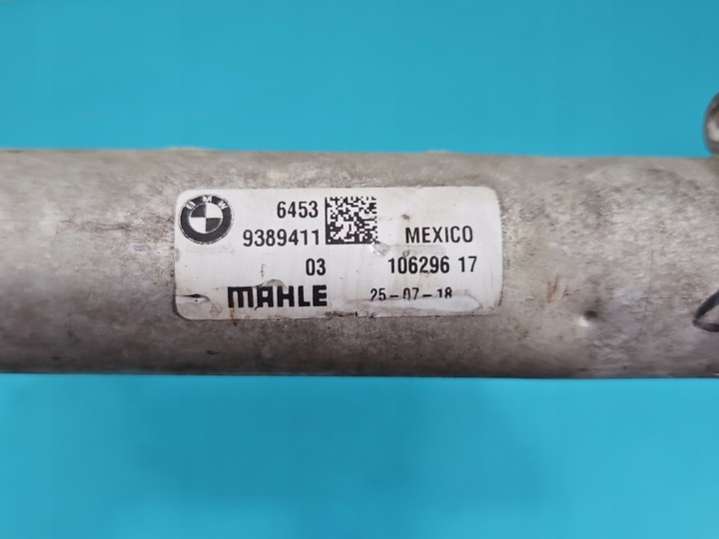 BMW
6453
9389411 MEXICO
03 106296 17
MAHLE 25-07-18